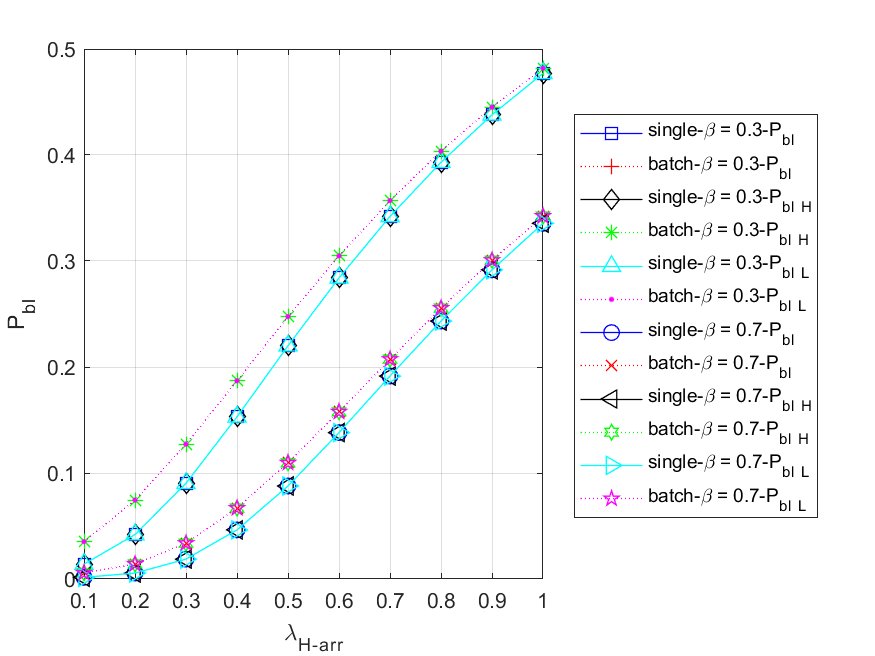 0.5
0.4
0.3
0.2
0.1
0
P_bl
0.1 0.2 0.3 0.4 0.5 0.6 0.7 0.8 0.9 1
λ_H-arr
single-β = 0.3-P_bl
batch-β = 0.3-P_bl
single-β = 0.3-P_bl H
batch-β = 0.3-P_bl H
single-β = 0.3-P_bl L
batch-β = 0.3-P_bl L
single-β = 0.7-P_bl
batch-β = 0.7-P_bl
single-β = 0.7-P_bl H
batch-β = 0.7-P_bl H
single-β = 0.7-P_bl L
batch-β = 0.7-P_bl L